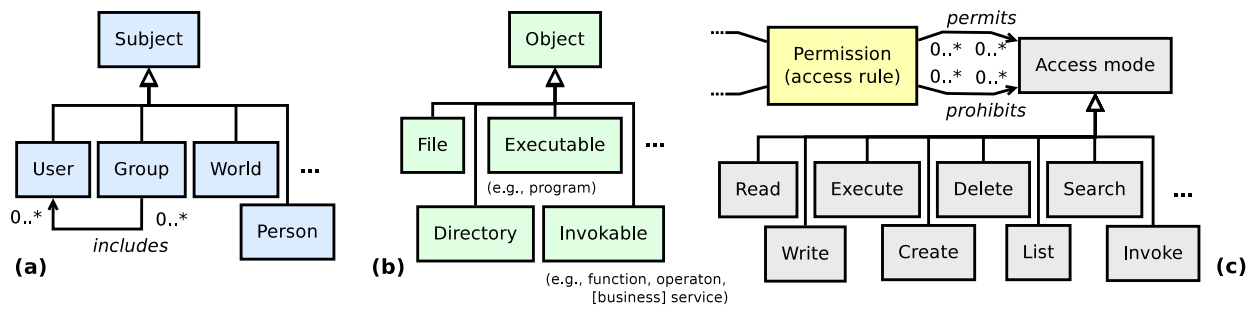 Subject
User
Group
World
...
Person
0..*
0..*
includes
(a)
Object
File
Executable
...
(e.g., program)
Directory
Invokable
(b)
(e.g., function, operaton,
[business] service)
...
...
Permission
(access rule)
permits
0..* 0..*
0..* 0..*
prohibits
Access mode
Read
Execute
Delete
Search
...
Write
Create
List
Invoke
(c)